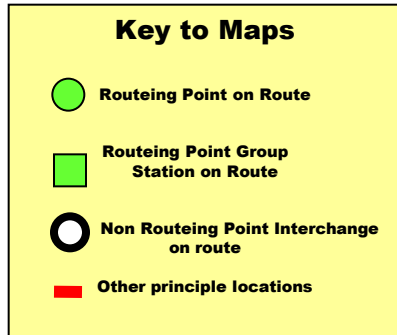 Key to Maps
Routeing Point on Route
Routeing Point Group
Station on Route
Non Routeing Point Interchange
on route
Other principle locations